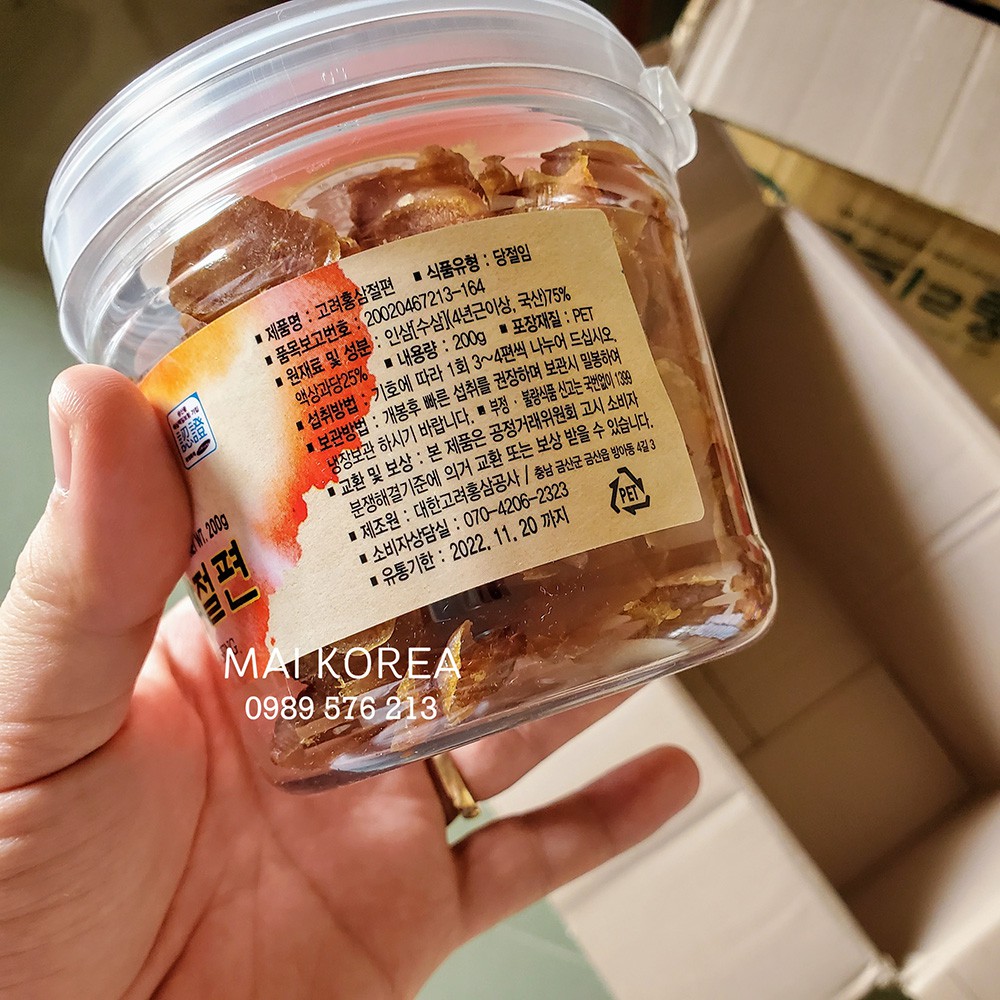 ■ 제품명 : 고려홍삼절편 ■ 식품유형 : 당절임
■ 품목보고번호 : 20020467213-164
■ 원재료 및 성분 : 인삼[수삼](4년근이상, 국산)75%
액상과당25% ■ 내용량 : 200g ■ 포장재질 : PET
■ 섭취방법 : 기호에 따라 1회 3~4편씩 나누어 드십시오.
■ 보관방법 : 개봉후 빠른 섭취를 권장하며 보관시 밀봉하여
냉장보관 하시기 바랍니다. ■ 부정 · 불량식품 신고는 국번없이 1399
■ 교환 및 보상 : 본 제품은 공정거래위원회 고시 소비자
분쟁해결기준에 의거 교환 또는 보상 받을 수 있습니다.
■ 제조원 : 대한고려홍삼공사 / 충남 금산군 금산읍 방아동 4길 3
■ 소비자상담실 : 070-4206-2323
■ 유통기한 : 2022. 11. 20 까지
PET
WT. 200g
절편
MAI KOREA
0989 576 213